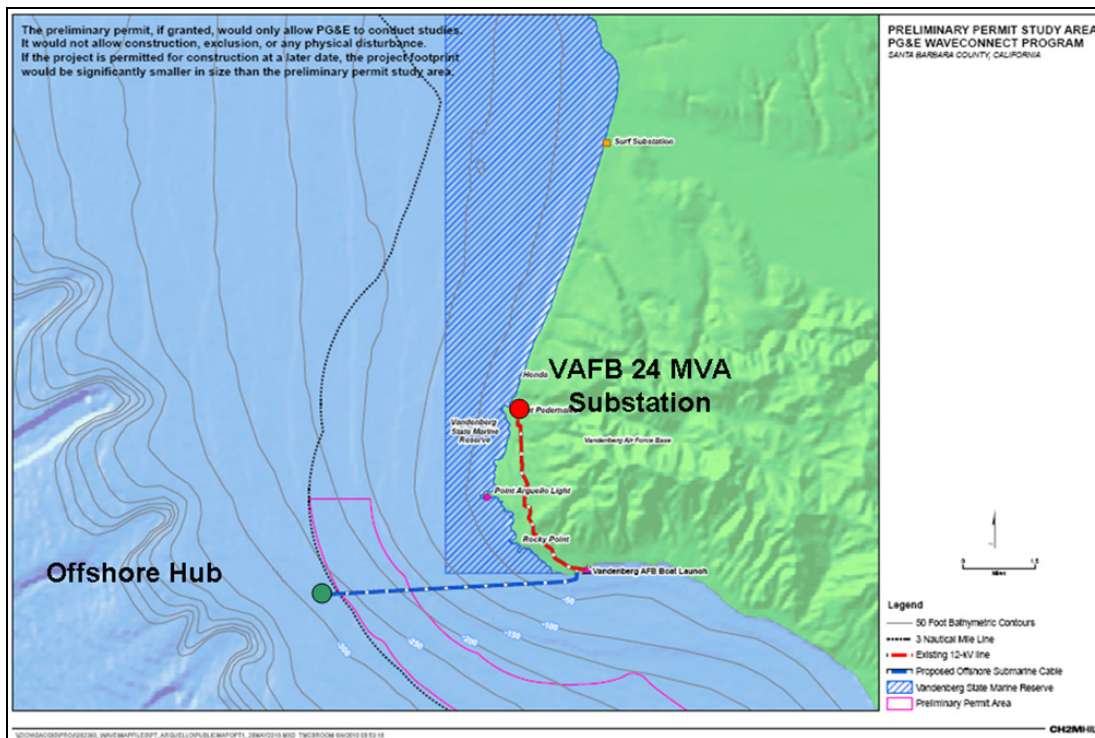 The preliminary permit, if granted, would only allow PG&E to conduct studies.
It would not allow construction, exclusion, or any physical disturbance.
If the project is permitted for construction at a later date, the project footprint
would be significantly smaller in size than the preliminary permit study area.
PRELIMINARY PERMIT STUDY AREA
PG&E WAVECONNECT PROGRAM
SANTA BARBARA COUNTY, CALIFORNIA
Surf Substation
Honda
VAFB 24 MVA
Substation
Vandenberg
State Marine
Reserve
Vandenberg Air Force Base
Point Arguello Light
Rocky Point
Vandenberg AFB Boat Launch
Offshore Hub
-50
-100
-150
-200
-250
-300
0
1.5
Miles
Legend
50 Foot Bathymetric Contours
3 Nautical Mile Line
Existing 12-kV line
Proposed Offshore Submarine Cable
Vandenberg State Marine Reserve
Preliminary Permit Area
CH2MHILL